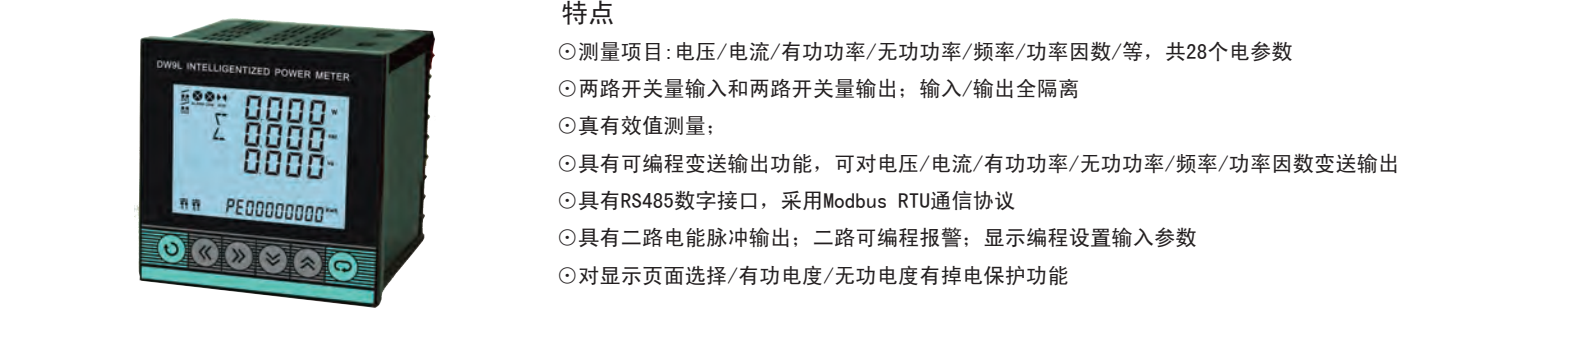 特点
DW9L INTELLIGENTIZED POWER METER
0.000
0.000
0.000
PE00000000
⊙测量项目:电压/电流/有功功率/无功功率/频率/功率因数/等，共28个电参数
⊙两路开关量输入和两路开关量输出；输入/输出全隔离
⊙真有效值测量；
⊙具有可编程变送输出功能，可对电压/电流/有功功率/无功功率/频率/功率因数变送输出
⊙具有RS485数字接口，采用Modbus RTU通信协议
⊙具有二路电能脉冲输出；二路可编程报警；显示编程设置输入参数
⊙对显示页面选择/有功电度/无功电度有掉电保护功能